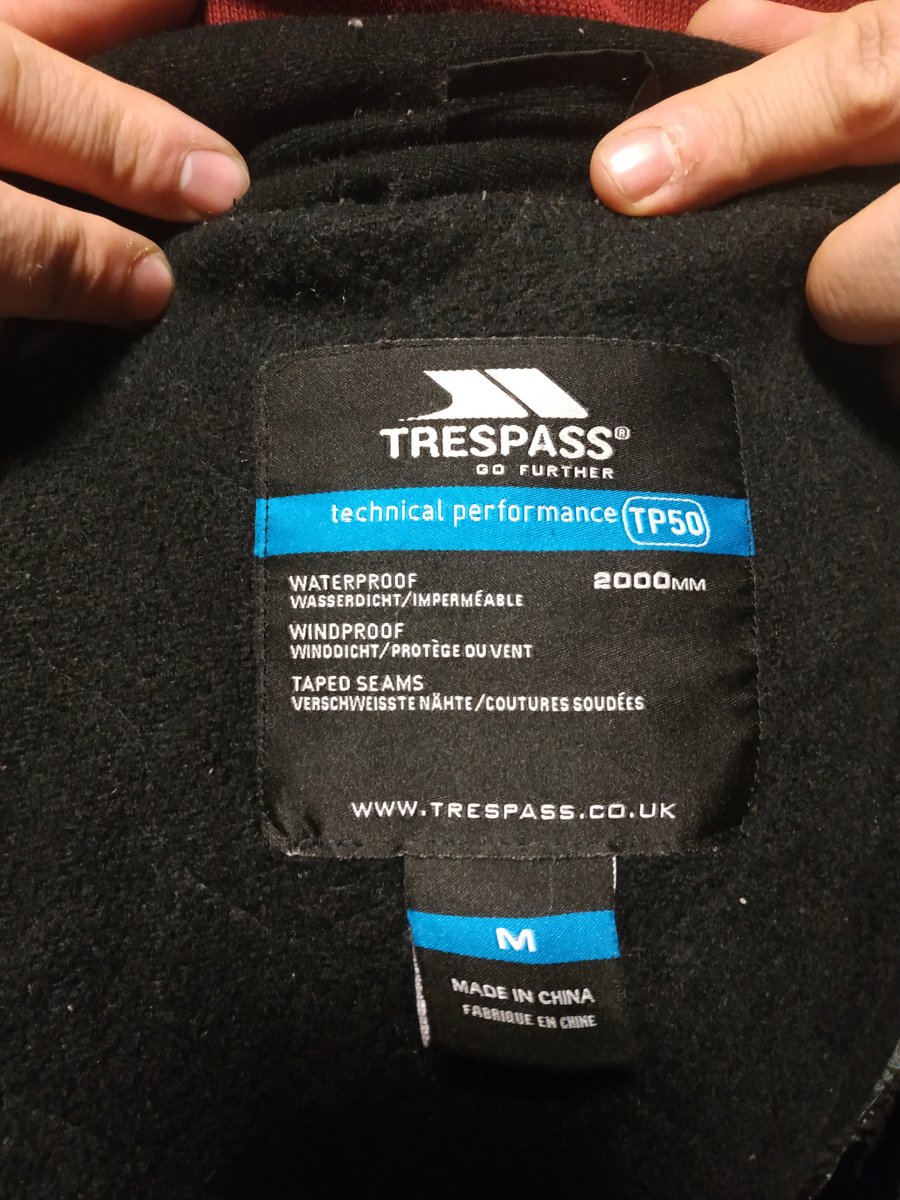 TRESPASS®
GO FURTHER
technical performance TP50
WATERPROOF 2000MM
WASSERDICHT/IMPERMÉABLE
WINDPROOF
WINDDICHT/PROTÈGE DU VENT
TAPED SEAMS
VERSCHWEISSTE NÄHTE/COUTURES SOUDÉES
WWW.TRESPASS.CO.UK
M
MADE IN CHINA
FABRIQUE EN CHINE